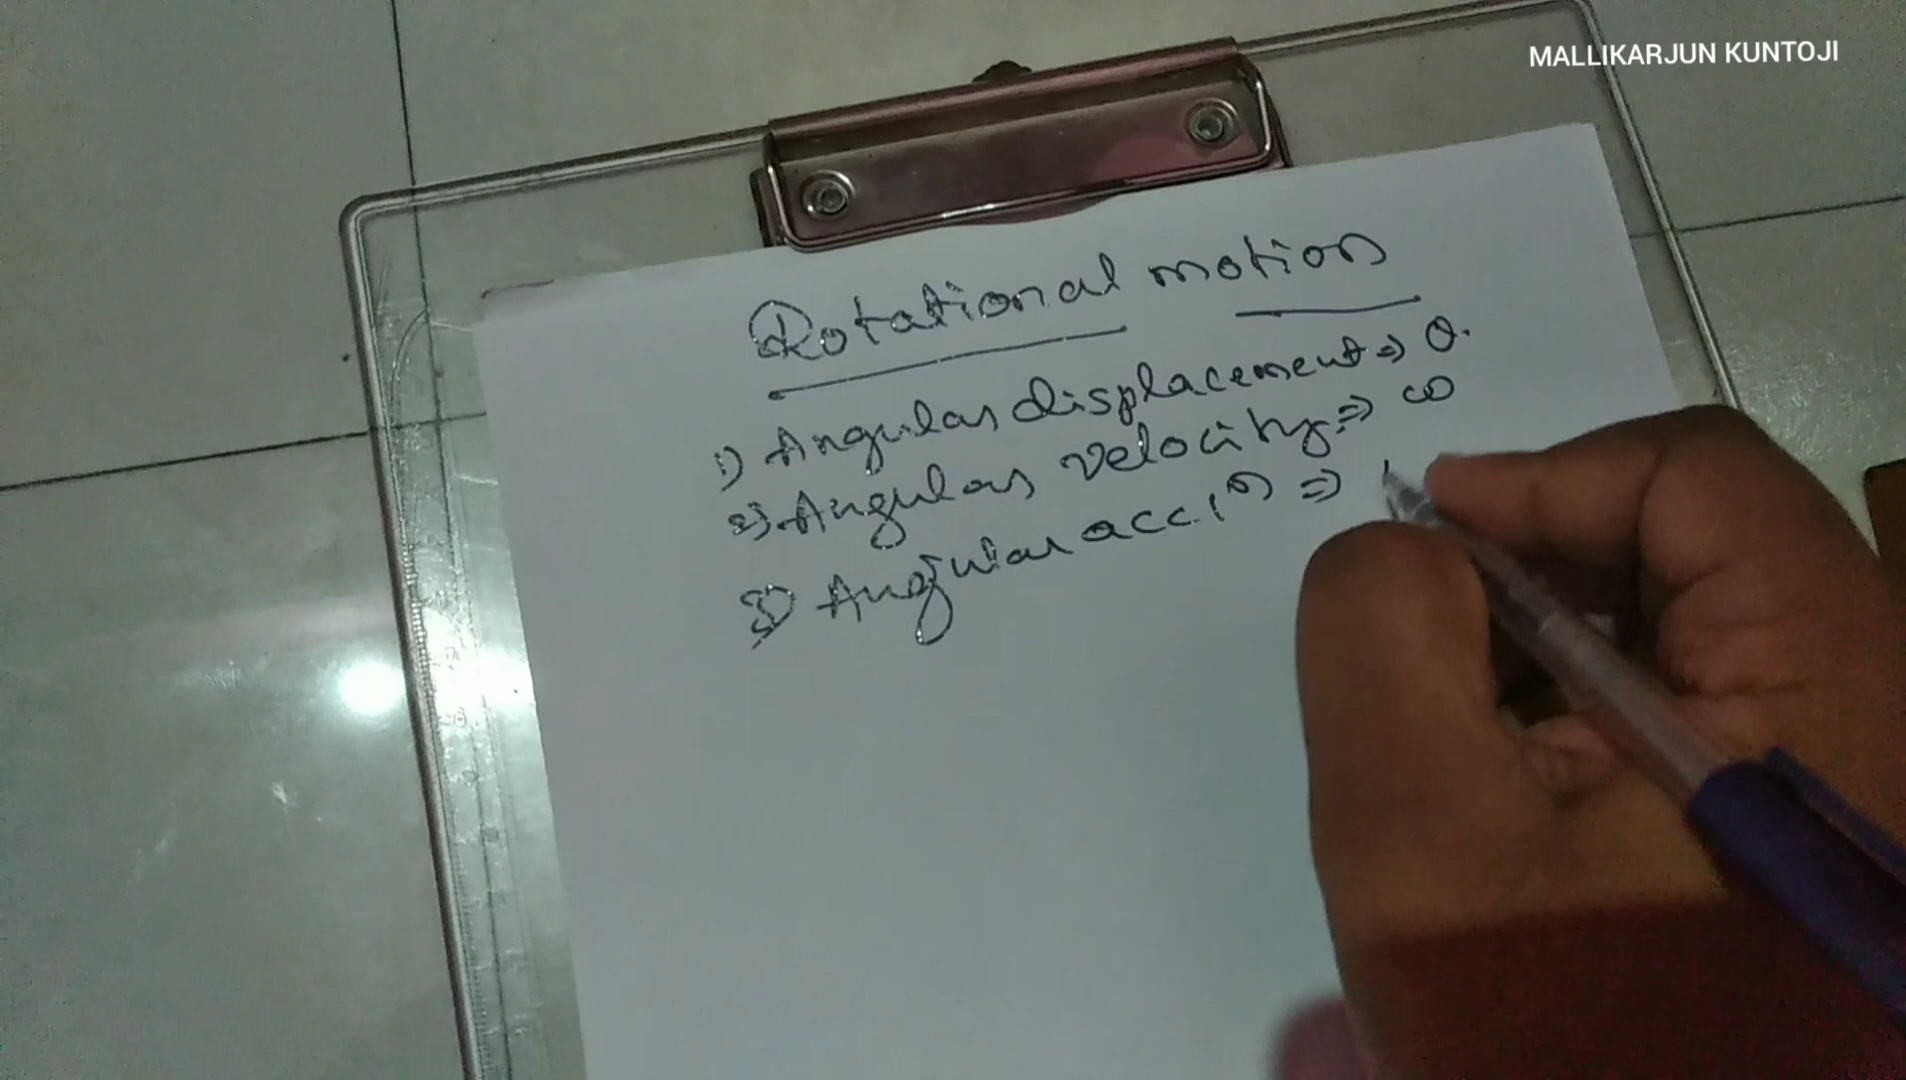 MALLIKARJUN KUNTOJI
Rotational motion
1) Angular displacement ⇒ θ.
2) Angular velocity ⇒ ω
3) Angular acc.(n) ⇒